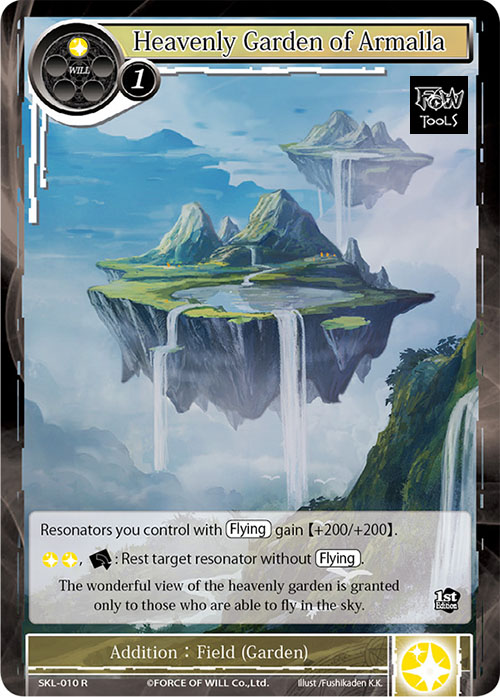 Heavenly Garden of Armalla
WILL
1
FOW
TOOLS
Resonators you control with Flying gain 【+200/+200】.
, : Rest target resonator without Flying.
The wonderful view of the heavenly garden is granted
only to those who are able to fly in the sky.
1st
Edition
Addition : Field (Garden)
SKL-010 R ©FORCE OF WILL Co.,Ltd. Illust /Fushikaden K.K.